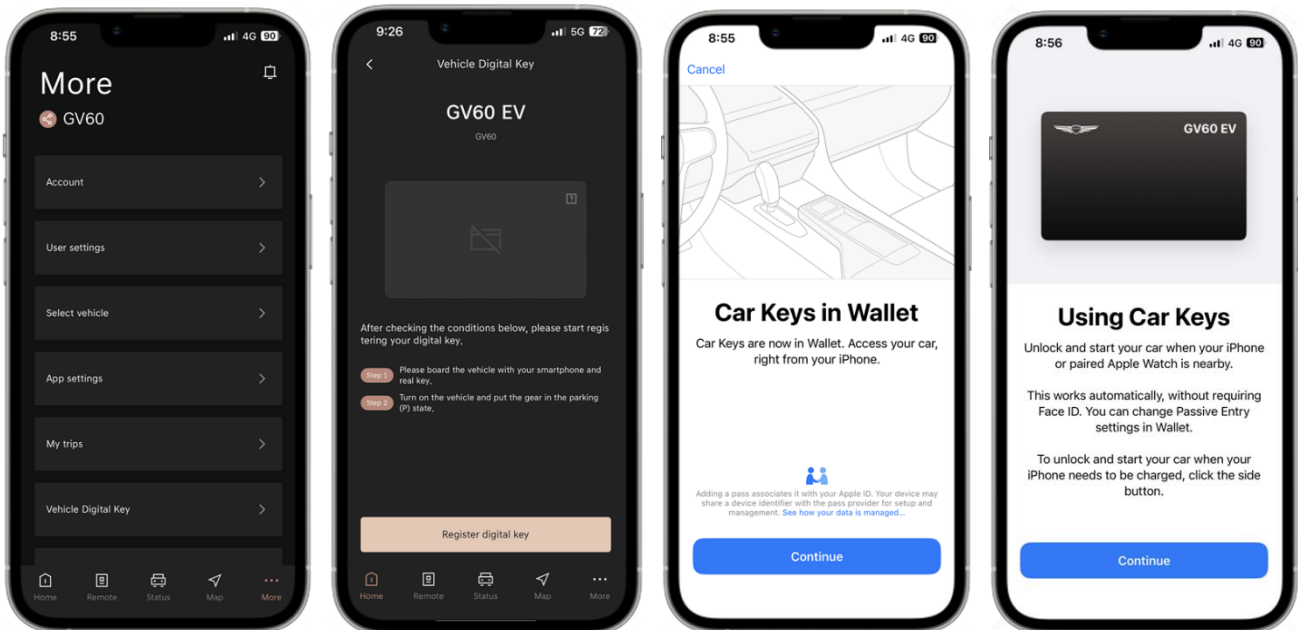 8:55
4G 90
More
GV60
Account
User settings
Select vehicle
App settings
My trips
Vehicle Digital Key
Home
Remote
Status
Map
More
9:26
5G 72
Vehicle Digital Key
GV60 EV
GV60
?
After checking the conditions below, please start regis
tering your digital key.
Step 1
Please board the vehicle with your smartphone and
real key.
Step 2
Turn on the vehicle and put the gear in the parking
(P) state.
Register digital key
Home
Remote
Status
Map
More
8:55
4G 90
Cancel
Car Keys in Wallet
Car Keys are now in Wallet. Access your car,
right from your iPhone.
Adding a pass associates it with your Apple ID. Your device may
share a device identifier with the pass provider for setup and
management. See how your data is managed...
Continue
8:56
4G 90
GV60 EV
Using Car Keys
Unlock and start your car when your iPhone
or paired Apple Watch is nearby.
This works automatically, without requiring
Face ID. You can change Passive Entry
settings in Wallet.
To unlock and start your car when your
iPhone needs to be charged, click the side
button.
Continue